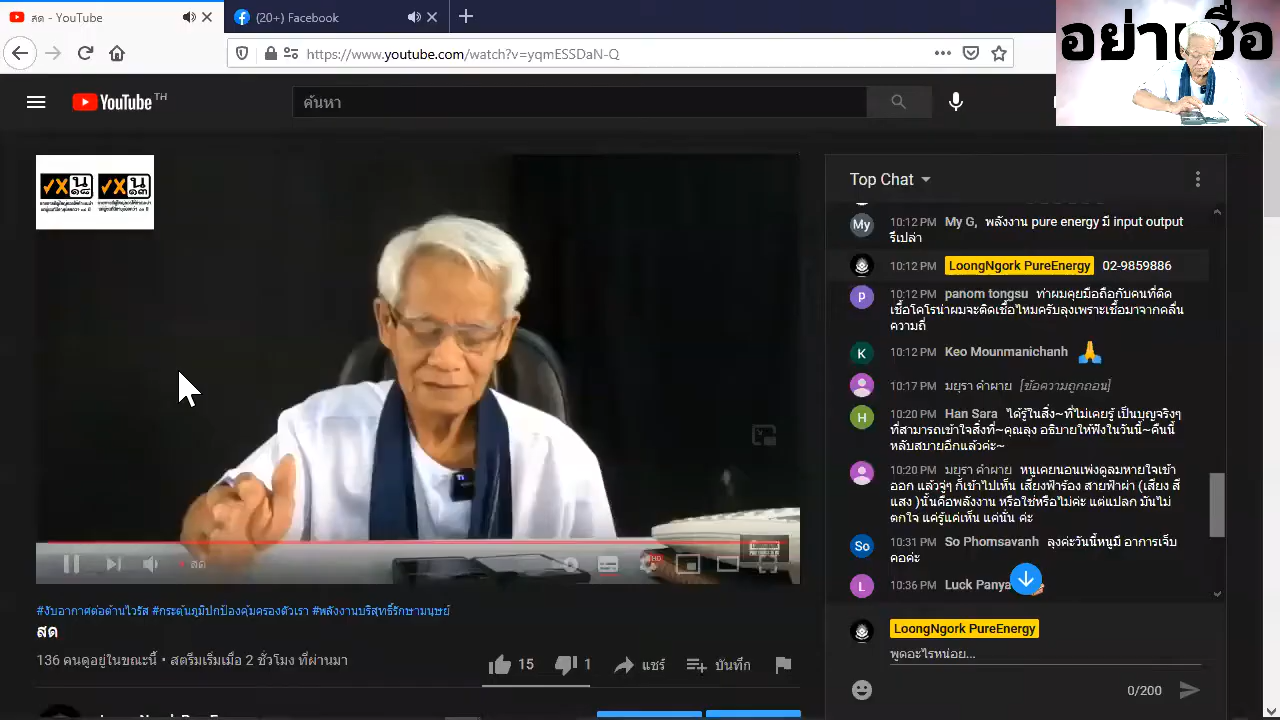 สด - YouTube
(20+) Facebook
https://www.youtube.com/watch?v=yqmESSDaN-Q
อย่าเชื่อ
YouTube TH
ค้นหา
Top Chat
10:12 PM My G, พลังงาน pure energy มี input output
รึเปล่า
10:12 PM LoongNgork PureEnergy 02-9859886
10:12 PM panom tongsu ทำผมคุยมือถือกับคนที่ติด
เชื้อโคโรน่าผมจะติดเชื้อไหมครับลุงเพราะเชื้อมาจากคลื่น
ความถี่
10:12 PM Keo Mounmanichanh
10:17 PM มยุรา คำผาย [ข้อความถูกถอน]
10:20 PM Han Sara ได้รู้ในสิ่ง~ที่ไม่เคยรู้ เป็นบุญจริงๆ
ที่สามารถเข้าใจสิ่งที่~คุณลุง อธิบายให้ฟังในวันนี้~คืนนี้
หลับสบายอีกแล้วค่ะ~
10:20 PM มยุรา คำผาย หนูเคยนอนเพ่งดูลมหายใจเข้า
ออก แล้วจู่ๆ ก็เข้าไปเห็น เสียงฟ้าร้อง สายฟ้าผ่า (เสียง สี
แสง )นั้นคือพลังงาน หรือใช่หรือไม่ค่ะ แต่แปลก มันไม่
ตกใจ แค่รู้แค่เห็น แค่นั่น ค่ะ
10:31 PM So Phomsavanh ลุงค่ะวันนี้หนูมี อาการเจ็บ
คอค่ะ
10:36 PM Luck Panya
น ๑๘
น ๑๓
สด
HD
#งับอากาศต่อต้านไวรัส #กระตุ้นภูมิปกป้องคุ้มครองตัวเรา #พลังงานบริสุทธิ์รักษามนุษย์
สด
136 คนดูอยู่ในขณะนี้ • สตรีมเริ่มเมื่อ 2 ชั่วโมง ที่ผ่านมา
15
1
แชร์
บันทึก
LoongNgork PureEnergy
พูดอะไรหน่อย...
0/200